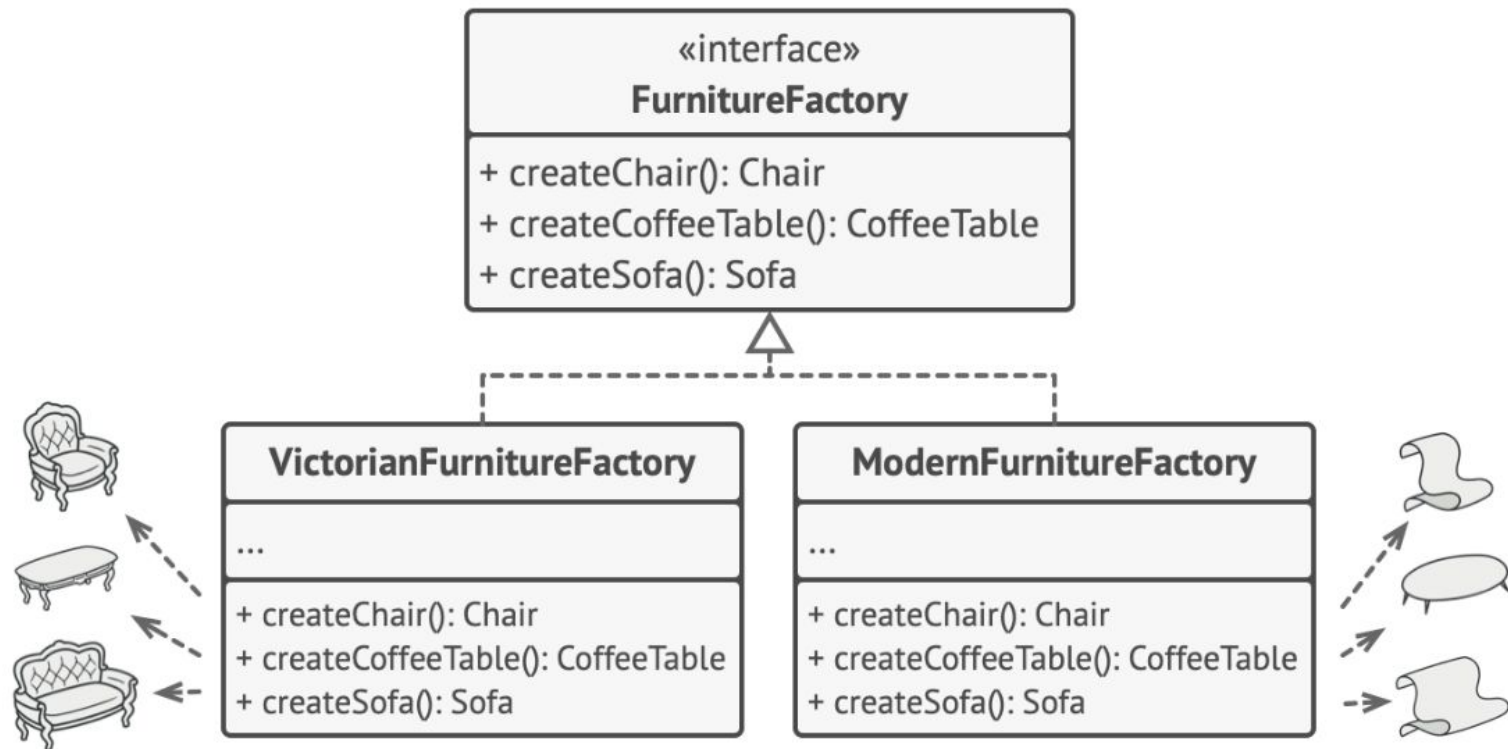 «interface»
FurnitureFactory
+ createChair(): Chair
+ createCoffeeTable(): CoffeeTable
+ createSofa(): Sofa
VictorianFurnitureFactory
...
+ createChair(): Chair
+ createCoffeeTable(): CoffeeTable
+ createSofa(): Sofa
ModernFurnitureFactory
...
+ createChair(): Chair
+ createCoffeeTable(): CoffeeTable
+ createSofa(): Sofa